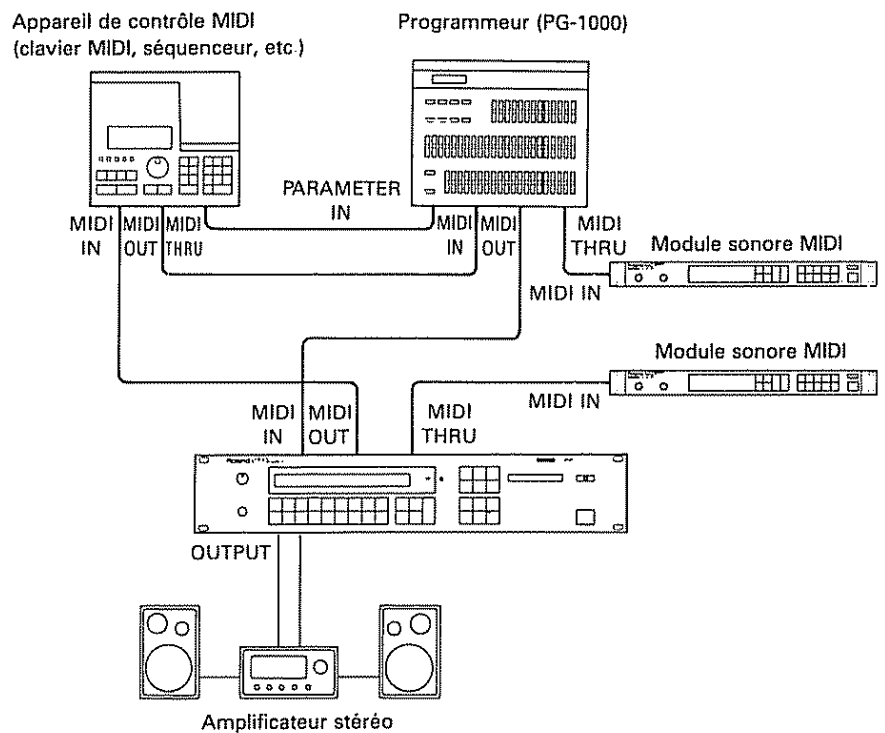 Appareil de contrôle MIDI
(clavier MIDI, séquenceur, etc.)
Programmeur (PG-1000)
PARAMETER
IN
MIDI
IN
MIDI
OUT
MIDI
THRU
MIDI
IN
MIDI
OUT
MIDI
THRU
Module sonore MIDI
MIDI IN
Module sonore MIDI
MIDI IN
MIDI
IN
MIDI
OUT
MIDI
THRU
Roland
OUTPUT
Amplificateur stéréo